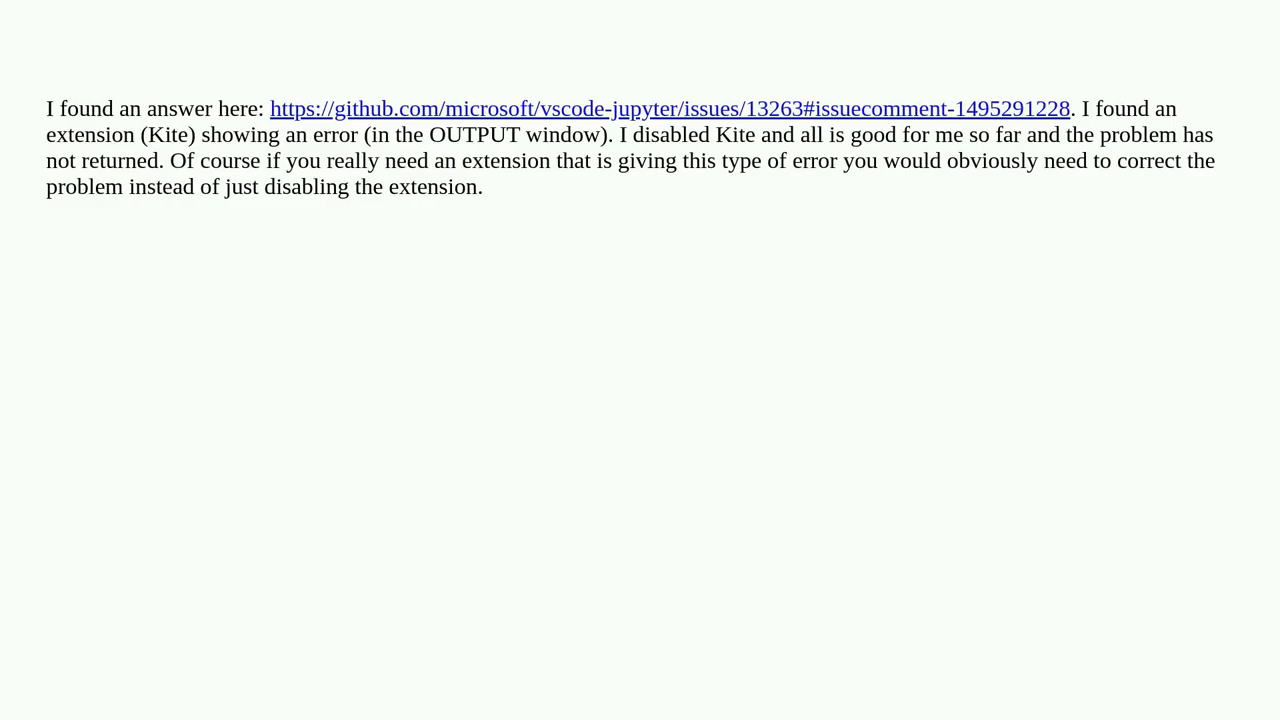 I found an answer here: https://github.com/microsoft/vscode-jupyter/issues/13263#issuecomment-1495291228. I found an
extension (Kite) showing an error (in the OUTPUT window). I disabled Kite and all is good for me so far and the problem has
not returned. Of course if you really need an extension that is giving this type of error you would obviously need to correct the
problem instead of just disabling the extension.